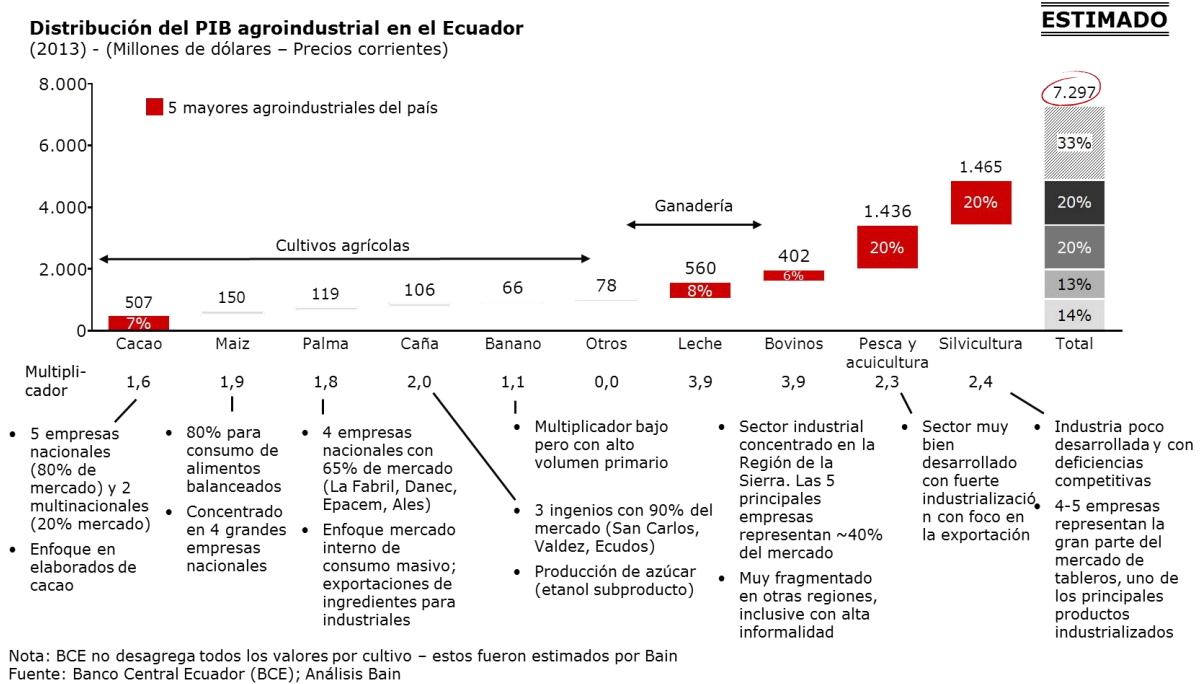 Distribución del PIB agroindustrial en el Ecuador
(2013) - (Millones de dólares – Precios corrientes)
ESTIMADO
8.000
6.000
4.000
2.000
0
5 mayores agroindustriales del país
Cultivos agrícolas
Ganadería
507
7%
150
119
106
66
78
560
8%
402
6%
1.436
20%
1.465
20%
7.297
33%
20%
20%
13%
14%
Cacao
Maiz
Palma
Caña
Banano
Otros
Leche
Bovinos
Pesca y
acuicultura
Silvicultura
Total
Multipli-
cador
1,6
1,9
1,8
2,0
1,1
0,0
3,9
3,9
2,3
2,4
• 5 empresas
nacionales
(80% de
mercado) y 2
multinacionales
(20% mercado)
• Enfoque en
elaborados de
cacao
• 80% para
consumo de
alimentos
balanceados
• Concentrado
en 4 grandes
empresas
nacionales
• 4 empresas
nacionales con
65% de mercado
(La Fabril, Danec,
Epacem, Ales)
• Enfoque mercado
interno de
consumo masivo;
exportaciones de
ingredientes para
industriales
• Multiplicador bajo
pero con alto
volumen primario
• 3 ingenios con 90% del
mercado (San Carlos,
Valdez, Ecudos)
• Producción de azúcar
(etanol subproducto)
• Sector industrial
concentrado en la
Región de la
Sierra. Las 5
principales
empresas
representan ~40%
del mercado
• Muy fragmentado
en otras regiones,
inclusive con alta
informalidad
• Sector muy
bien
desarrollado
con fuerte
industrializació
n con foco en
la exportación
• Industria poco
desarrollada y con
deficiencias
competitivas
• 4-5 empresas
representan la
gran parte del
mercado de
tableros, uno de
los principales
productos
industrializados
Nota: BCE no desagrega todos los valores por cultivo – estos fueron estimados por Bain
Fuente: Banco Central Ecuador (BCE); Análisis Bain